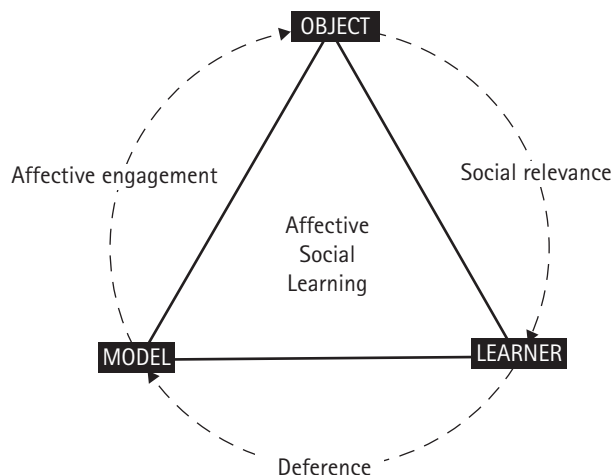 OBJECT
Affective engagement
Social relevance
Affective
Social
Learning
MODEL
LEARNER
Deference